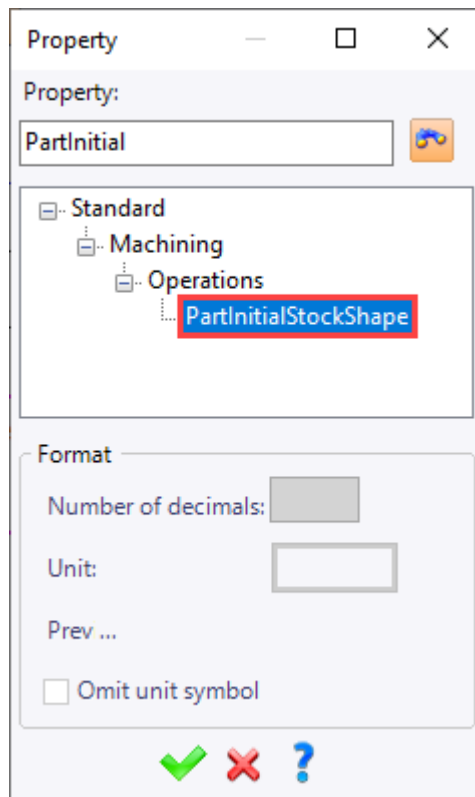 Property
Property:
PartInitial
Standard
Machining
Operations
PartInitialStockShape
Format
Number of decimals:
Unit:
Prev ...
Omit unit symbol
?